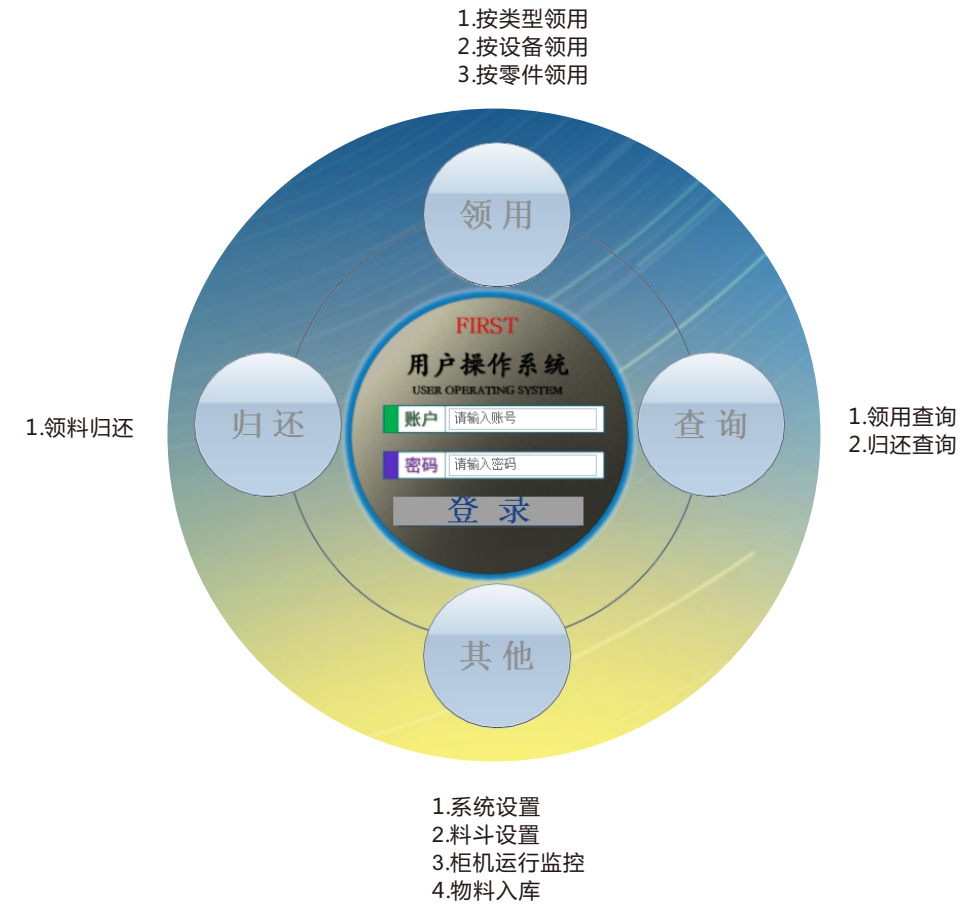 1.按类型领用
2.按设备领用
3.按零件领用
领用
FIRST
用户操作系统
USER OPERATING SYSTEM
账户 请输入账号
密码 请输入密码
登录
归还
1.领料归还
查询
1.领用查询
2.归还查询
其他
1.系统设置
2.料斗设置
3.柜机运行监控
4.物料入库